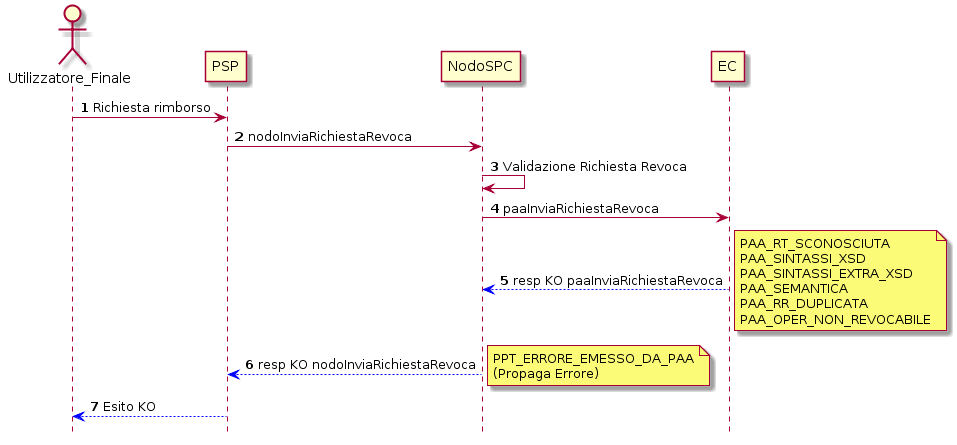 Utilizzatore_Finale
PSP
NodoSPC
EC
1 Richiesta rimborso
2 nodoInviaRichiestaRevoca
3 Validazione Richiesta Revoca
4 paaInviaRichiestaRevoca
PAA_RT_SCONOSCIUTA
PAA_SINTASSI_XSD
PAA_SINTASSI_EXTRA_XSD
PAA_SEMANTICA
PAA_RR_DUPLICATA
PAA_OPER_NON_REVOCABILE
5 resp KO paaInviaRichiestaRevoca
6 resp KO nodoInviaRichiestaRevoca
PPT_ERRORE_EMESSO_DA_PAA
(Propaga Errore)
7 Esito KO